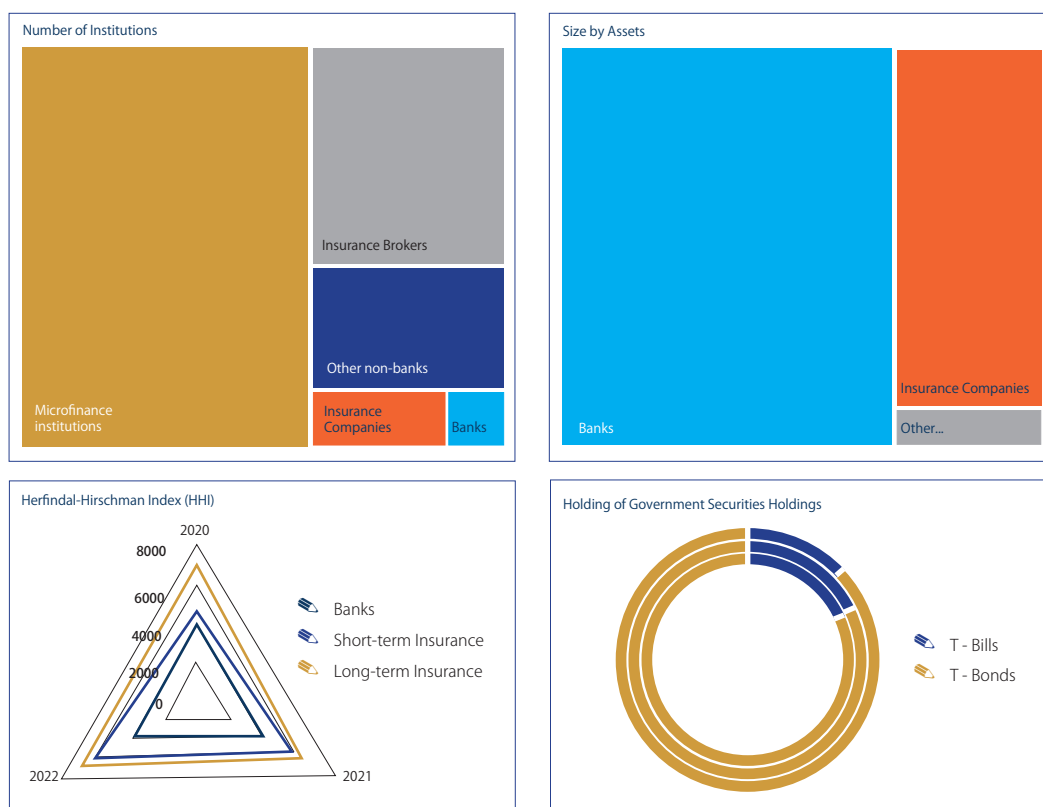 Number of Institutions
Microfinance
institutions
Insurance Brokers
Other non-banks
Insurance
Companies
Banks
Size by Assets
Banks
Insurance Companies
Other...
Herfindal-Hirschman Index (HHI)
2020
8000
6000
4000
2000
0
2022
2021
Banks
Short-term Insurance
Long-term Insurance
Holding of Government Securities Holdings
T - Bills
T - Bonds